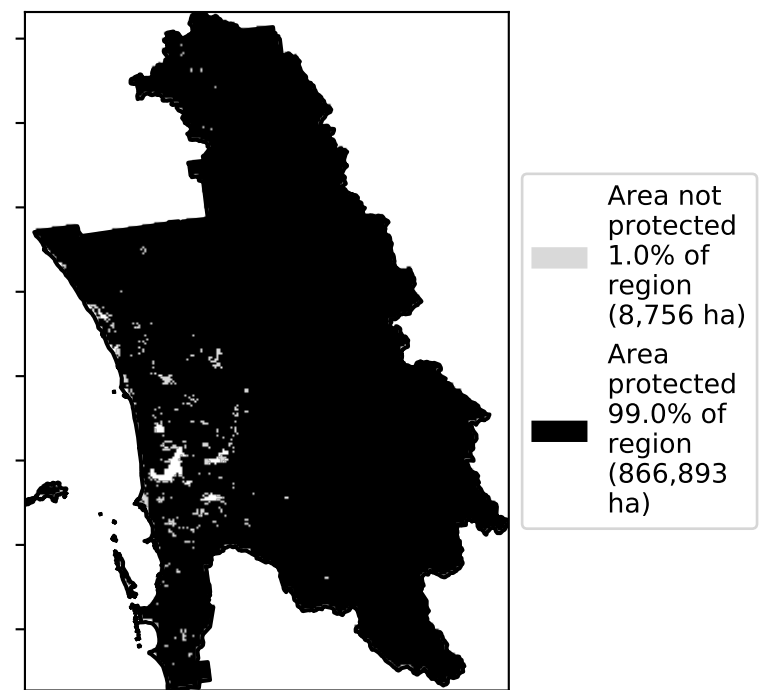 Area not
protected
1.0% of
region
(8,756 ha)
Area
protected
99.0% of
region
(866,893
ha)